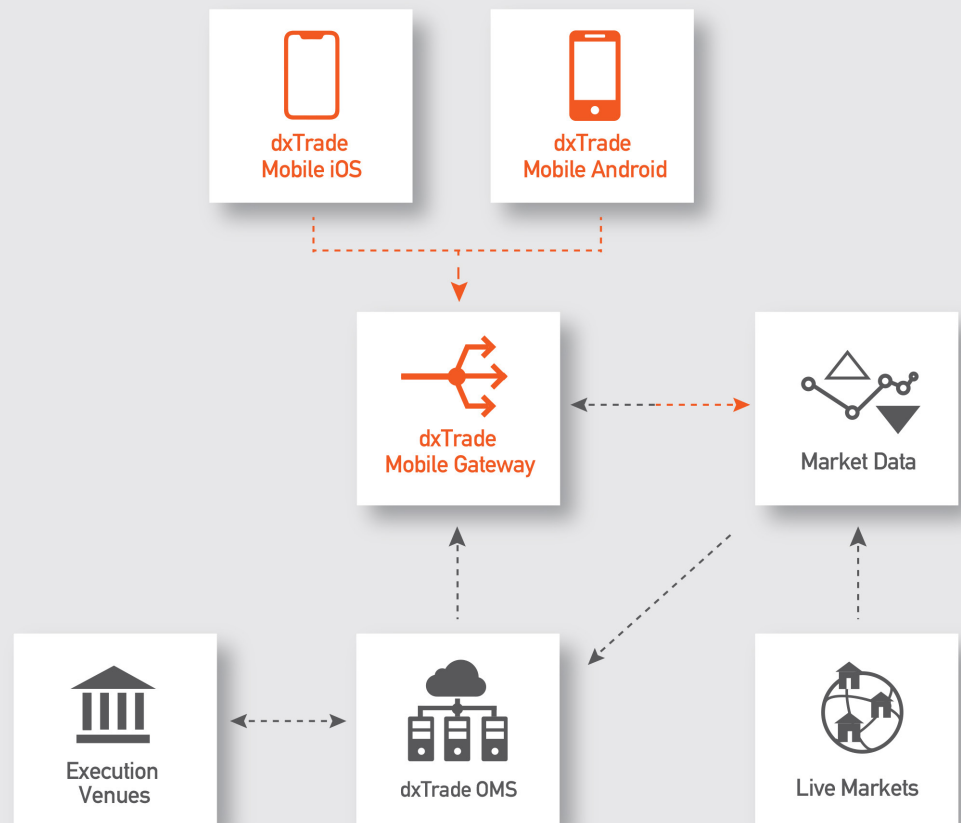 dxTrade
Mobile iOS
dxTrade
Mobile Android
dxTrade
Mobile Gateway
Market Data
Execution
Venues
dxTrade OMS
Live Markets